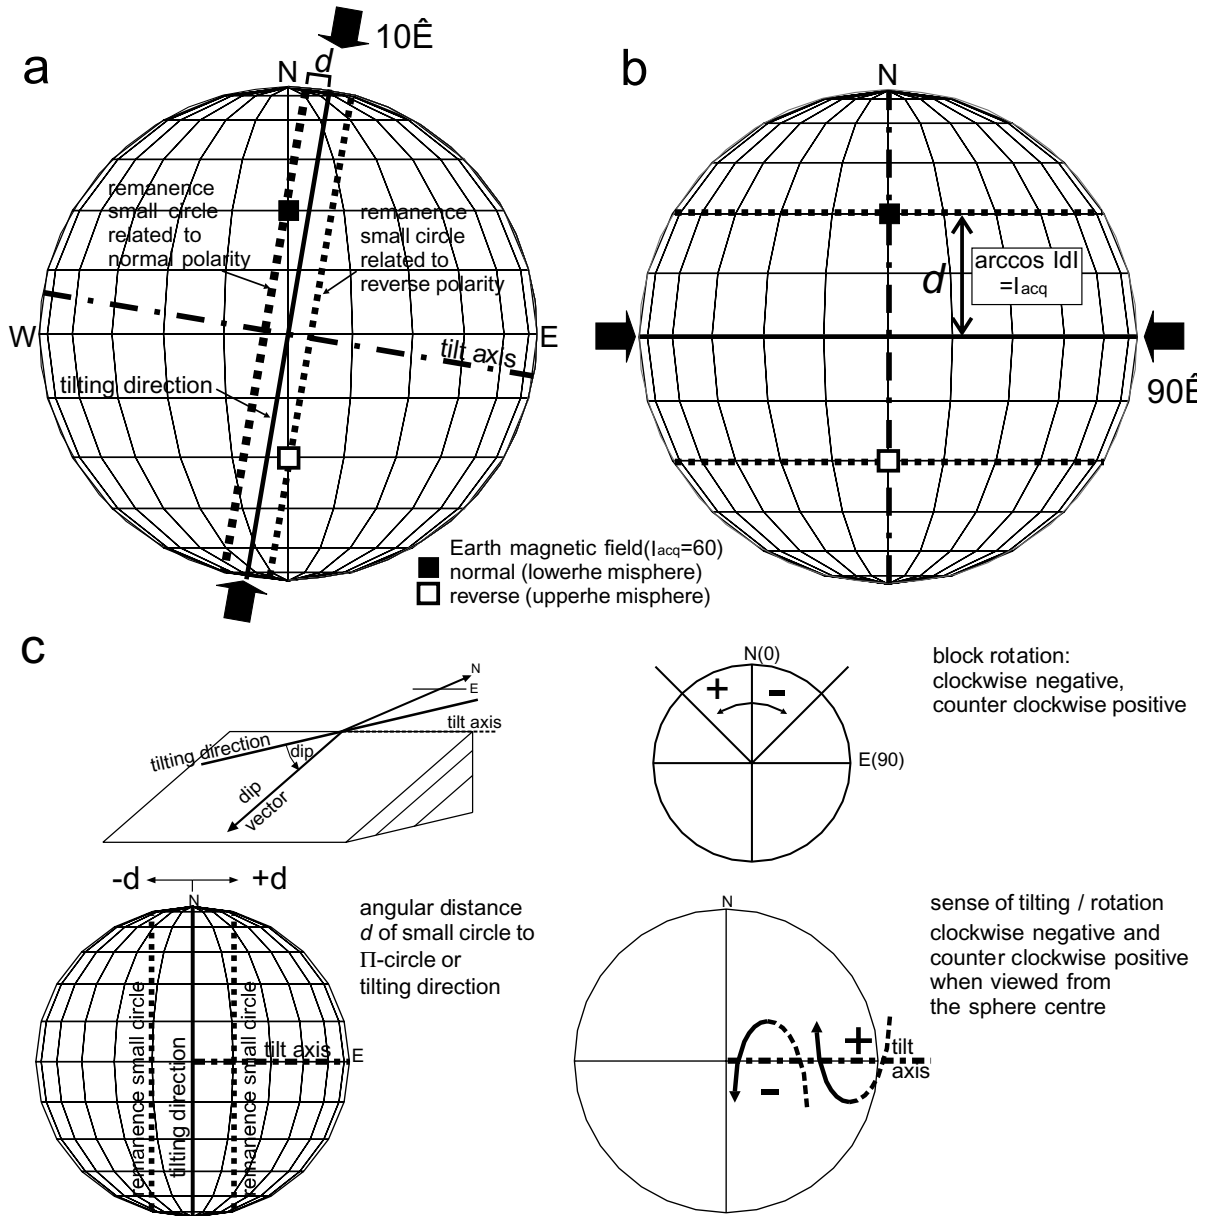 a
10Ê
d
N
remanence
small circle
related to
normal polarity
remanence
small circle
related to
reverse polarity
W
E
tilt axis
tilting direction
b
N
d
arccos |d|
=Iacq
90Ê
Earth magnetic field(Iacq=60)
normal (lowerhe misphere)
reverse (upperhe misphere)
c
N
E
tilt axis
tilting direction
dip
dip
vector
N(0)
+ -
E(90)
block rotation:
clockwise negative,
counter clockwise positive
-d +d
N
remanence small circle
tilting direction
remanence small circle
tilt axis
E
angular distance
d of small circle to
Π-circle or
tilting direction
N
+
-
tilt
axis
sense of tilting / rotation
clockwise negative and
counter clockwise positive
when viewed from
the sphere centre